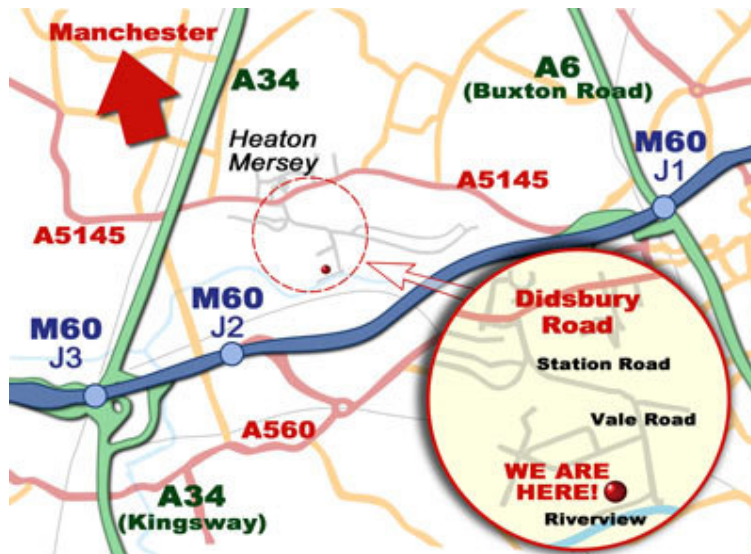 Manchester
A34
A6
(Buxton Road)
Heaton
Mersey
M60
J1
A5145
A5145
M60
J2
M60
J3
Didsbury
Road
Station Road
Vale Road
A560
WE ARE
HERE!
Riverview
A34
(Kingsway)